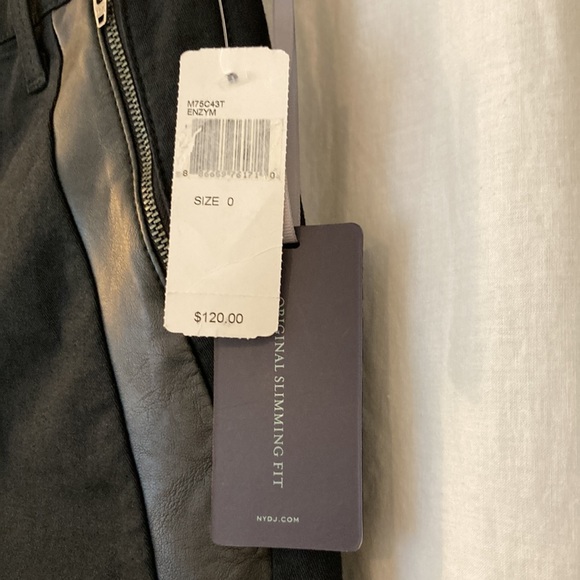 M75C43T
ENZYM
SIZE 0
$120.00
ORIGINAL SLIMMING FIT
NYDJ.COM